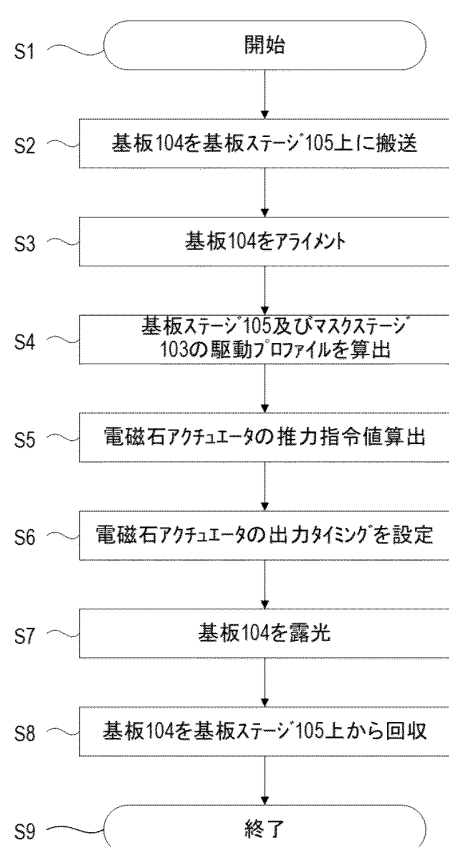 S1 開始
S2 基板104を基板ステージ105上に搬送
S3 基板104をアライメント
S4 基板ステージ105及びマスクステージ
103の駆動プロファイルを算出
S5 電磁石アクチュエータの推力指令値算出
S6 電磁石アクチュエータの出力タイミングを設定
S7 基板104を露光
S8 基板104を基板ステージ105上から回収
S9 終了